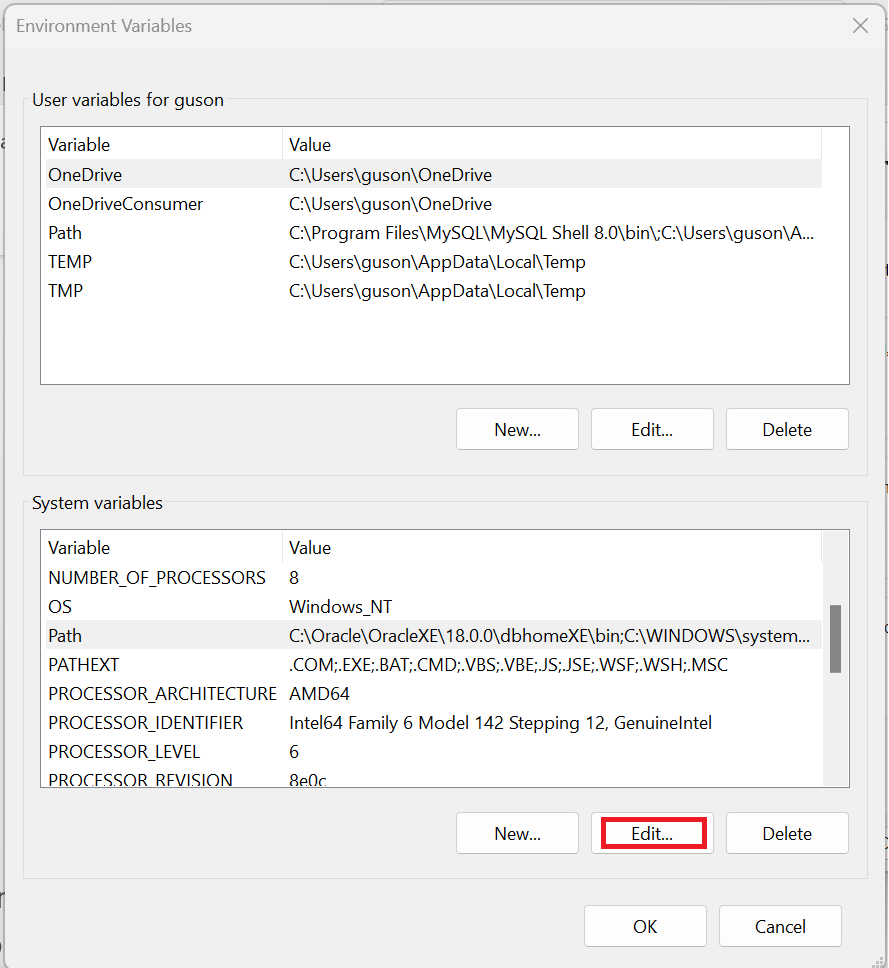 Environment Variables
User variables for guson
Variable Value
OneDrive C:\Users\guson\OneDrive
OneDriveConsumer C:\Users\guson\OneDrive
Path C:\Program Files\MySQL\MySQL Shell 8.0\bin\;C:\Users\guson\A...
TEMP C:\Users\guson\AppData\Local\Temp
TMP C:\Users\guson\AppData\Local\Temp
New... Edit... Delete
System variables
Variable Value
NUMBER_OF_PROCESSORS 8
OS Windows_NT
Path C:\Oracle\OracleXE\18.0.0\dbhomeXE\bin;C:\WINDOWS\system...
PATHEXT .COM;.EXE;.BAT;.CMD;.VBS;.VBE;.JS;.JSE;.WSF;.WSH;.MSC
PROCESSOR_ARCHITECTURE AMD64
PROCESSOR_IDENTIFIER Intel64 Family 6 Model 142 Stepping 12, GenuineIntel
PROCESSOR_LEVEL 6
PROCESSOR_REVISION 8e0c
New... Edit... Delete
OK Cancel